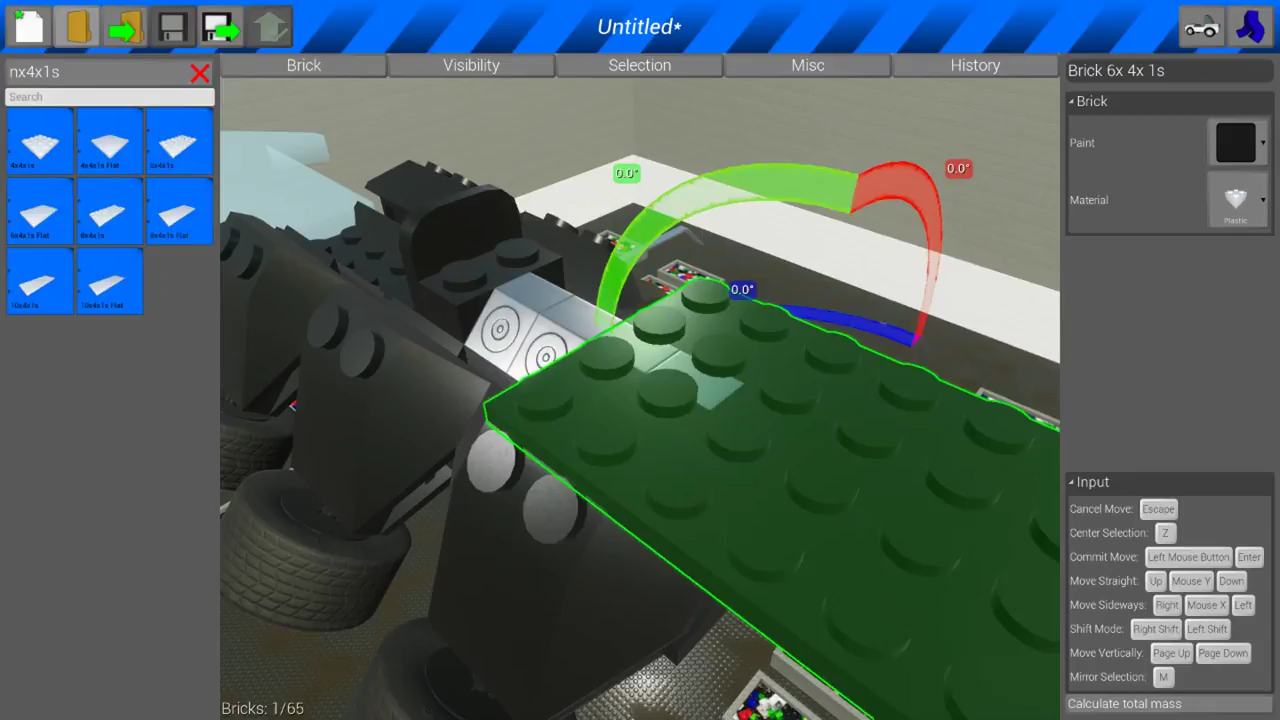 Untitled*
nx4x1s
Search
4x4x1s
4x4x1s Flat
6x4x1s
6x4x1s Flat
8x4x1s
8x4x1s Flat
10x4x1s
10x4x1s Flat
Brick
Visibility
Selection
Misc
History
0.0°
0.0°
0.0°
Bricks: 1/65
Brick 6x 4x 1s
Brick
Paint
Material
Plastic
Input
Cancel Move: Escape
Center Selection: Z
Commit Move: Left Mouse Button Enter
Move Straight: Up Mouse Y Down
Move Sideways: Right Mouse X Left
Shift Mode: Right Shift Left Shift
Move Vertically: Page Up Page Down
Mirror Selection: M
Calculate total mass